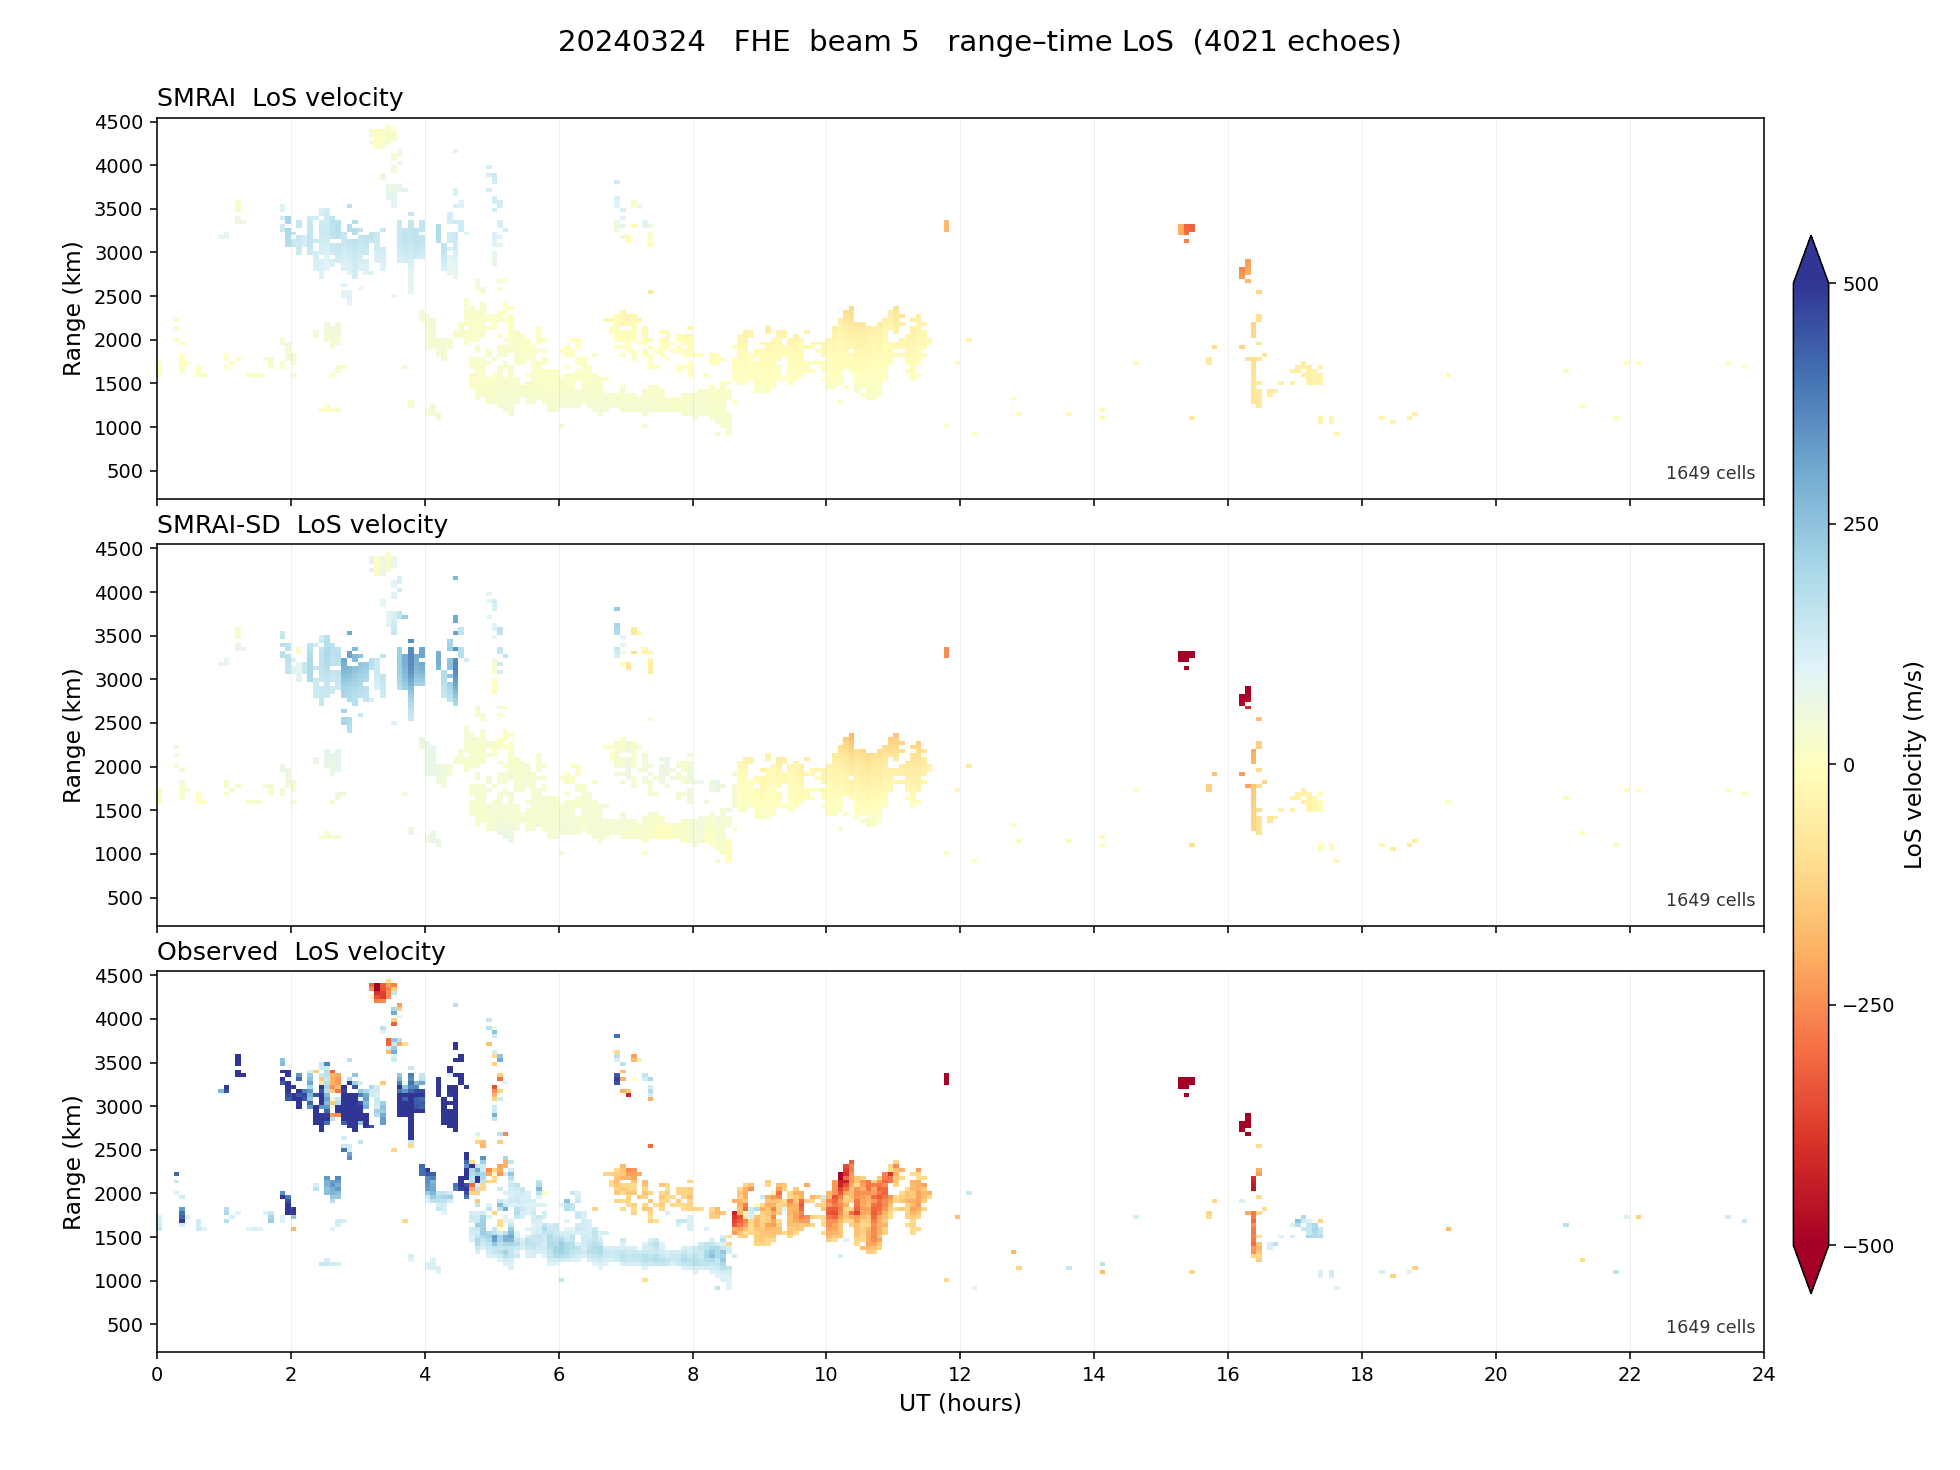 20240324   FHE  beam 5   range–time LoS  (4021 echoes)
SMRAI  LoS velocity
4500
4000
3500
3000
2500
2000
1500
1000
500
Range (km)
1649 cells
SMRAI-SD  LoS velocity
4500
4000
3500
3000
2500
2000
1500
1000
500
Range (km)
1649 cells
Observed  LoS velocity
4500
4000
3500
3000
2500
2000
1500
1000
500
Range (km)
1649 cells
0 2 4 6 8 10 12 14 16 18 20 22 24
UT (hours)
500
250
0
−250
−500
LoS velocity (m/s)